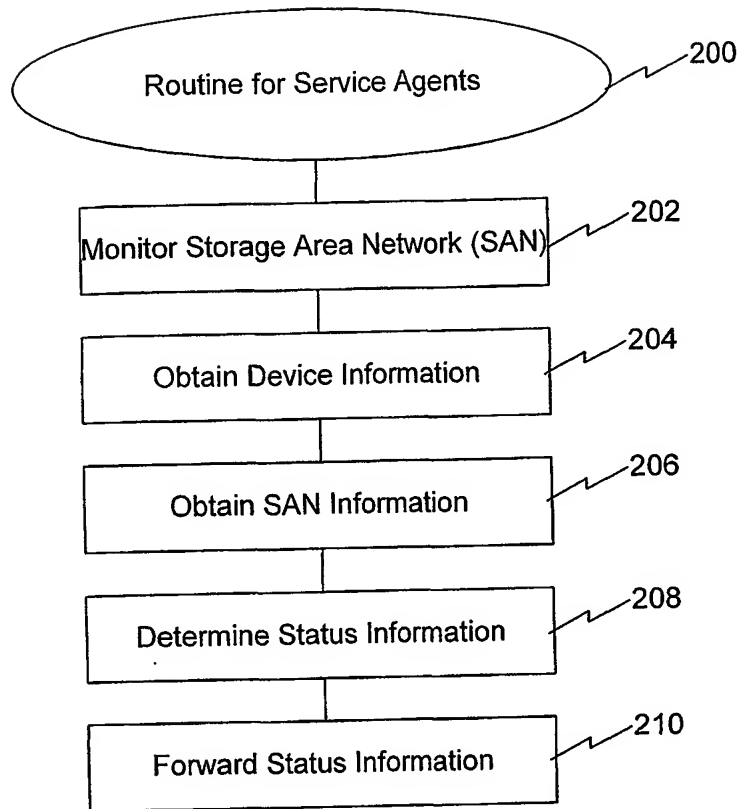 Routine for Service Agents
200
Monitor Storage Area Network (SAN)
202
Obtain Device Information
204
Obtain SAN Information
206
Determine Status Information
208
Forward Status Information
210